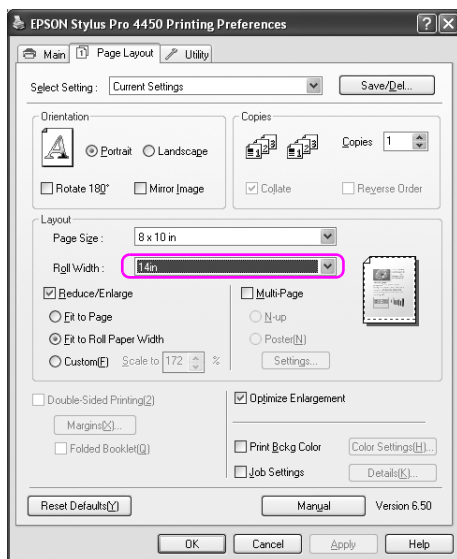 EPSON Stylus Pro 4450 Printing Preferences
Main Page Layout Utility
Select Setting : Current Settings Save/Del...
Orientation Copies
A Portrait Landscape Copies 1
Rotate 180° Mirror Image Collate Reverse Order
Layout
Page Size : 8 x 10 in
Roll Width : 14in
Reduce/Enlarge Multi-Page
Fit to Page N-up
Fit to Roll Paper Width Poster(N)
Custom(F) Scale to 172 % Settings...
Double-Sided Printing(2) Optimize Enlargement
Margins(X)...
Folded Booklet(Q) Print Bckg Color Color Settings(H)...
Job Settings Details(K)...
Reset Defaults(Y) Manual Version 6.50
OK Cancel Apply Help